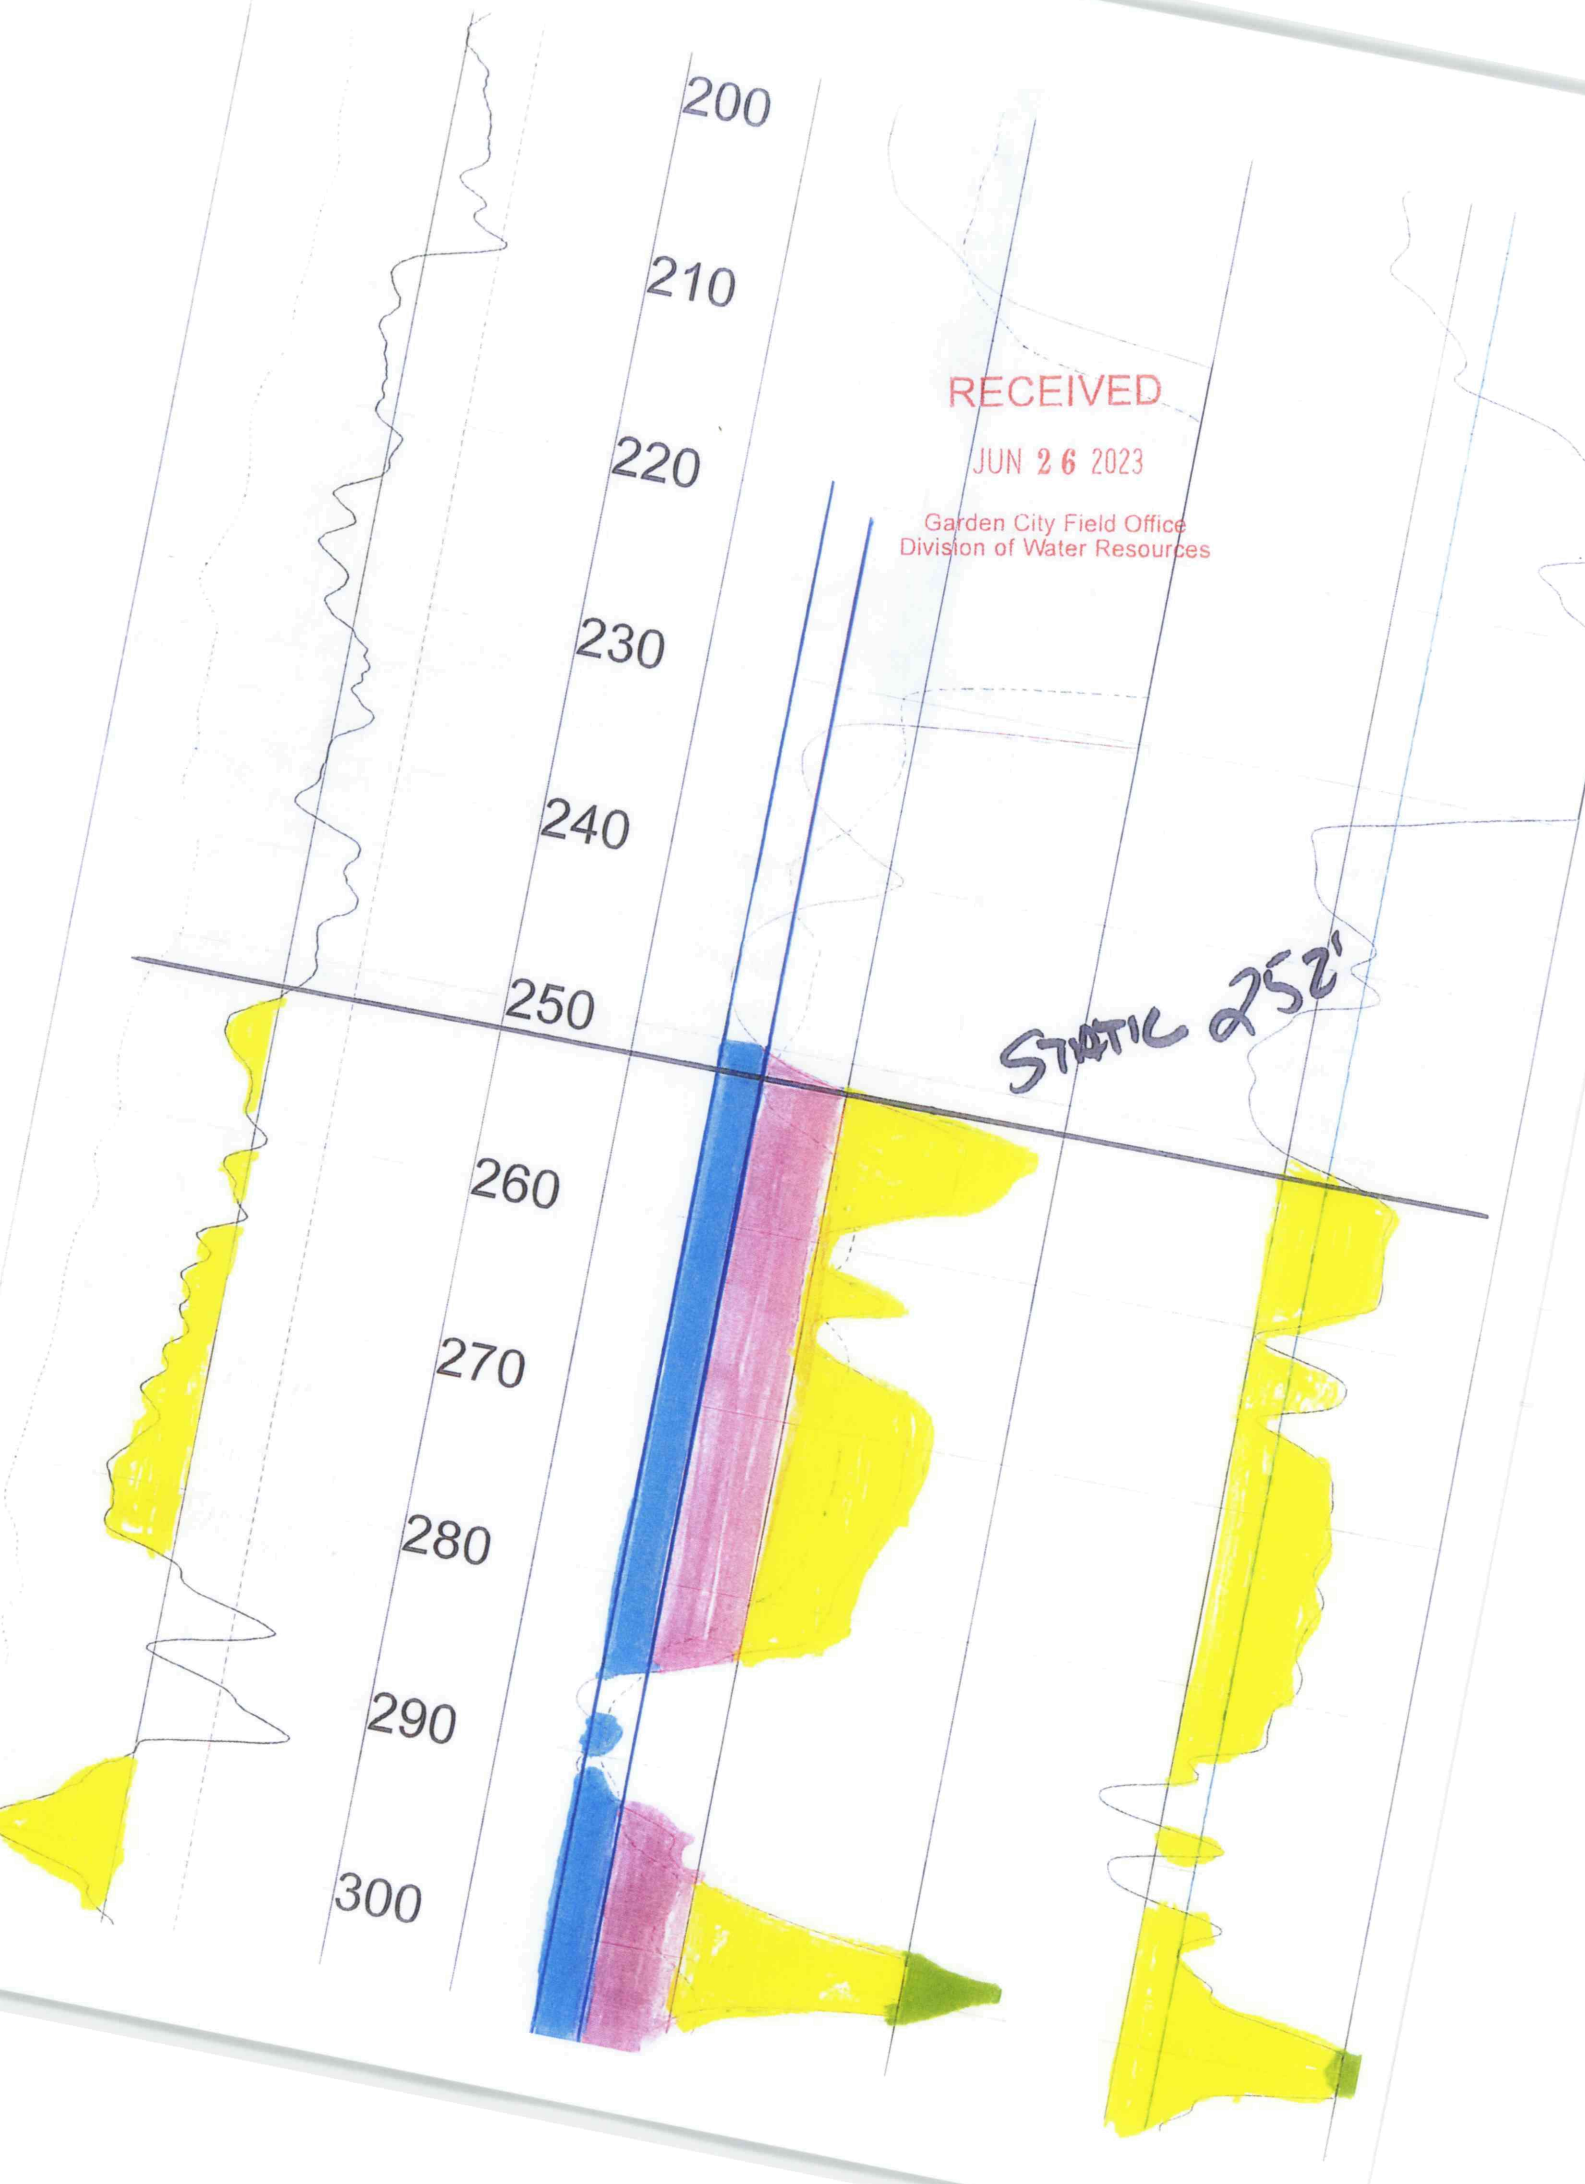 200
210
RECEIVED
JUN 26 2023
Garden City Field Office
Division of Water Resources
220
230
240
250
STATIC 252'
260
270
280
290
300